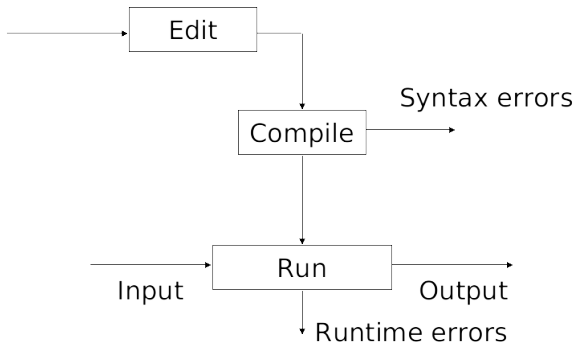 Edit
Syntax errors
Compile
Run
Input
Output
Runtime errors